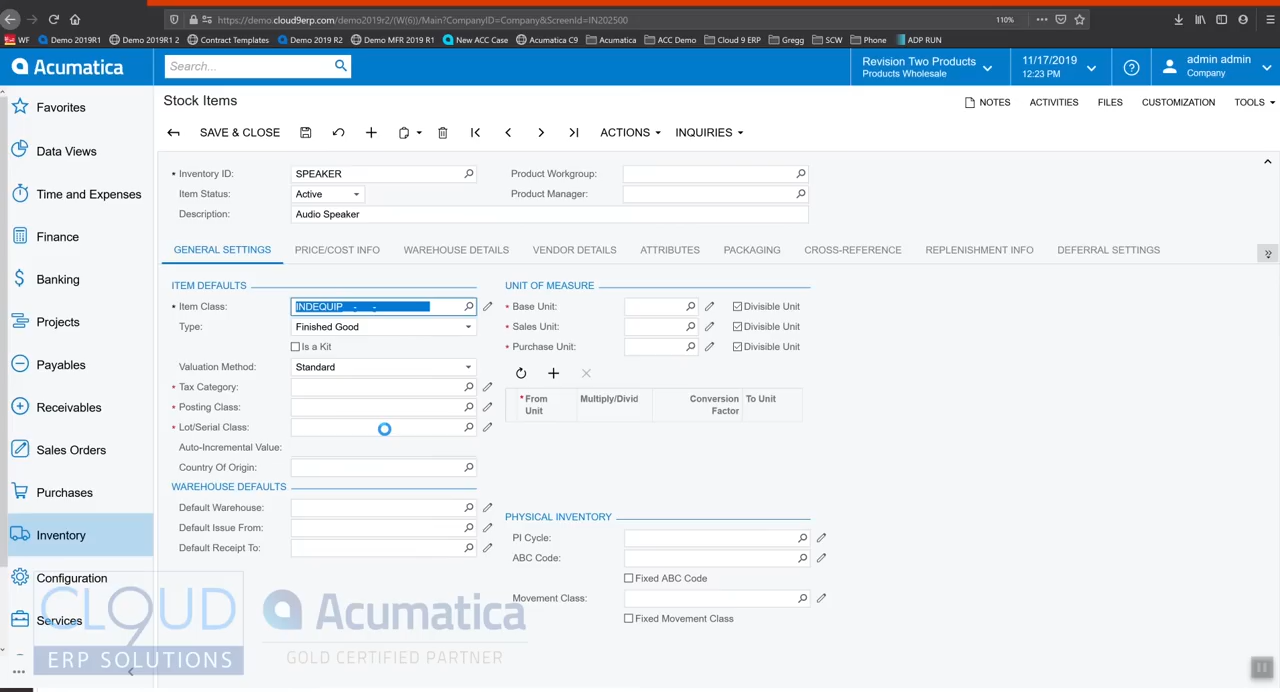 https://demo.cloud9erp.com/demo2019r2/(W(6))/Main?CompanyID=Company&ScreenId=IN202500
110%
WF
Demo 2019R1
Demo 2019R1 2
Contract Templates
Demo 2019 R2
Demo MFR 2019 R1
New ACC Case
Acumatica C9
Acumatica
ACC Demo
Cloud 9 ERP
Gregg
SCW
Phone
ADP RUN
Acumatica
Search...
Revision Two Products
Products Wholesale
11/17/2019
12:23 PM
admin admin
Company
Favorites
Data Views
Time and Expenses
Finance
Banking
Projects
Payables
Receivables
Sales Orders
Purchases
Inventory
Configuration
Services
Stock Items
NOTES
ACTIVITIES
FILES
CUSTOMIZATION
TOOLS
SAVE & CLOSE
ACTIONS
INQUIRIES
Inventory ID:
SPEAKER
Product Workgroup:
Item Status:
Active
Product Manager:
Description:
Audio Speaker
GENERAL SETTINGS
PRICE/COST INFO
WAREHOUSE DETAILS
VENDOR DETAILS
ATTRIBUTES
PACKAGING
CROSS-REFERENCE
REPLENISHMENT INFO
DEFERRAL SETTINGS
ITEM DEFAULTS
Item Class:
INDEQUIP__-__-__
Type:
Finished Good
Is a Kit
Valuation Method:
Standard
Tax Category:
Posting Class:
Lot/Serial Class:
Auto-Incremental Value:
Country Of Origin:
WAREHOUSE DEFAULTS
Default Warehouse:
Default Issue From:
Default Receipt To:
UNIT OF MEASURE
Base Unit:
Divisible Unit
Sales Unit:
Divisible Unit
Purchase Unit:
Divisible Unit
From Unit
Multiply/Divid
Conversion Factor
To Unit
PHYSICAL INVENTORY
PI Cycle:
ABC Code:
Fixed ABC Code
Movement Class:
Fixed Movement Class
CLOUD
9
ERP SOLUTIONS
Acumatica
GOLD CERTIFIED PARTNER